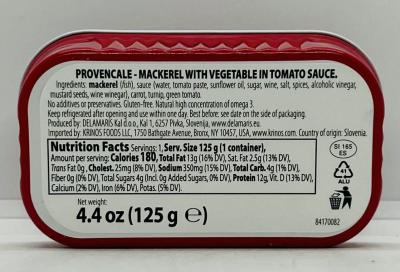 PROVENCALE - MACKEREL WITH VEGETABLE IN TOMATO SAUCE.
Ingredients: mackerel (fish), sauce (water, tomato paste, sunflower oil, sugar, wine, salt, spices, alcoholic vinegar,
mustard seeds, wine winegar), carrot, turnip, green tomato.
No additives or preservatives. Gluten-free. Natural high concentration of omega 3.
Keep refrigerated after opening and use within one day. Best before: see date on the side of packaging.
Produced by: DELAMARIS Kal d.o.o., Kal 1, 6257 Pivka, Slovenija, www.delamaris.eu.
Imported by: KRINOS FOODS LLC, 1750 Bathgate Avenue, Bronx, NY 10457, USA, www.krinos.com. Country of origin: Slovenia.
Nutrition Facts Servings: 1, Serv. Size 125 g (1 container),
Amount per serving: Calories 180, Total Fat 13g (16% DV), Sat. Fat 2.5g (13% DV),
Trans Fat 0g, Cholest. 25mg (8% DV), Sodium 350mg (15% DV), Total Carb. 4g (1% DV),
Fiber 0g (0% DV), Total Sugars 4g (Incl. 0g Added Sugars, 0% DV), Protein 12g, Vit. D (13% DV),
Calcium (2% DV), Iron (6% DV), Potas. (5% DV).
SI 165
ES
41
ALU
Net weight:
4.4 oz (125 g ℮)
84170082